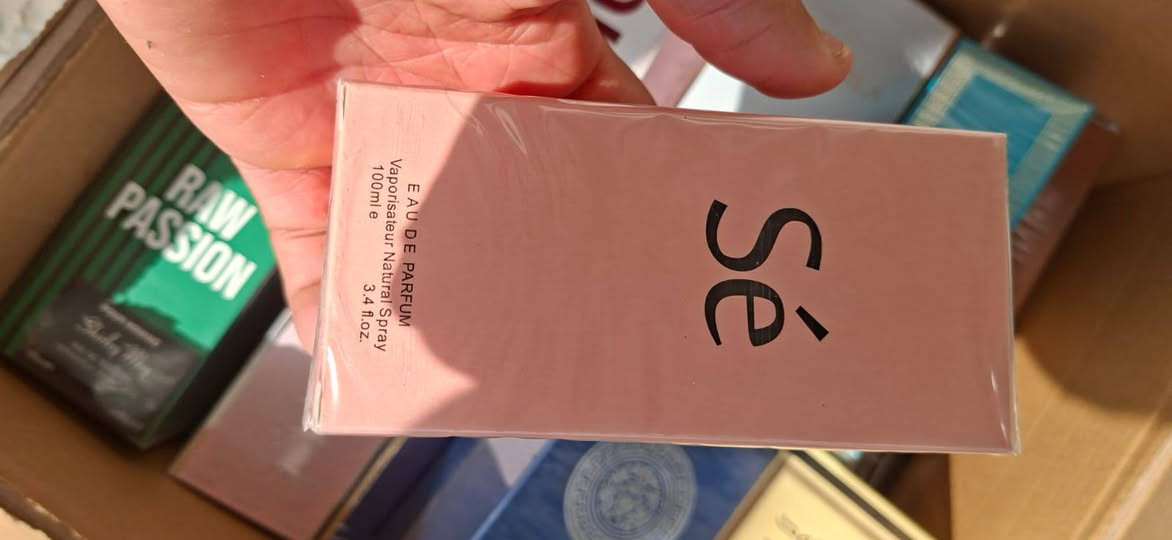 Sé
EAU DE PARFUM
Vaporisateur Natural Spray
100ml e 3.4 fl.oz.
RAW
PASSION